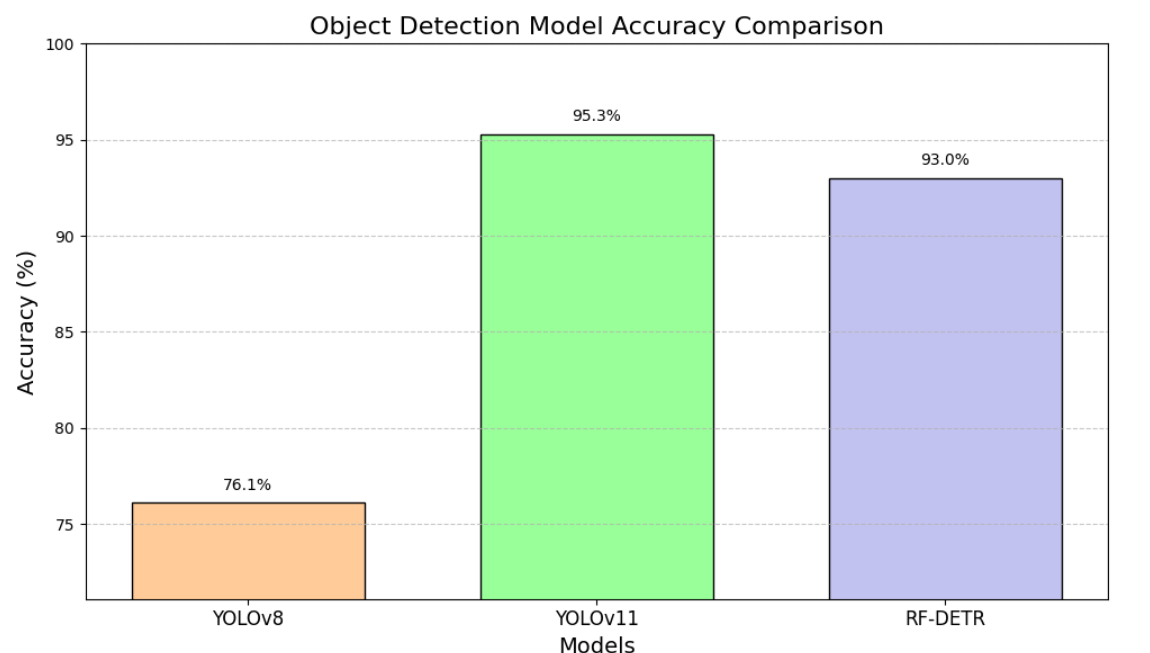 Object Detection Model Accuracy Comparison
100
95
90
85
80
75
Accuracy (%)
76.1%
95.3%
93.0%
YOLOv8
YOLOv11
RF-DETR
Models